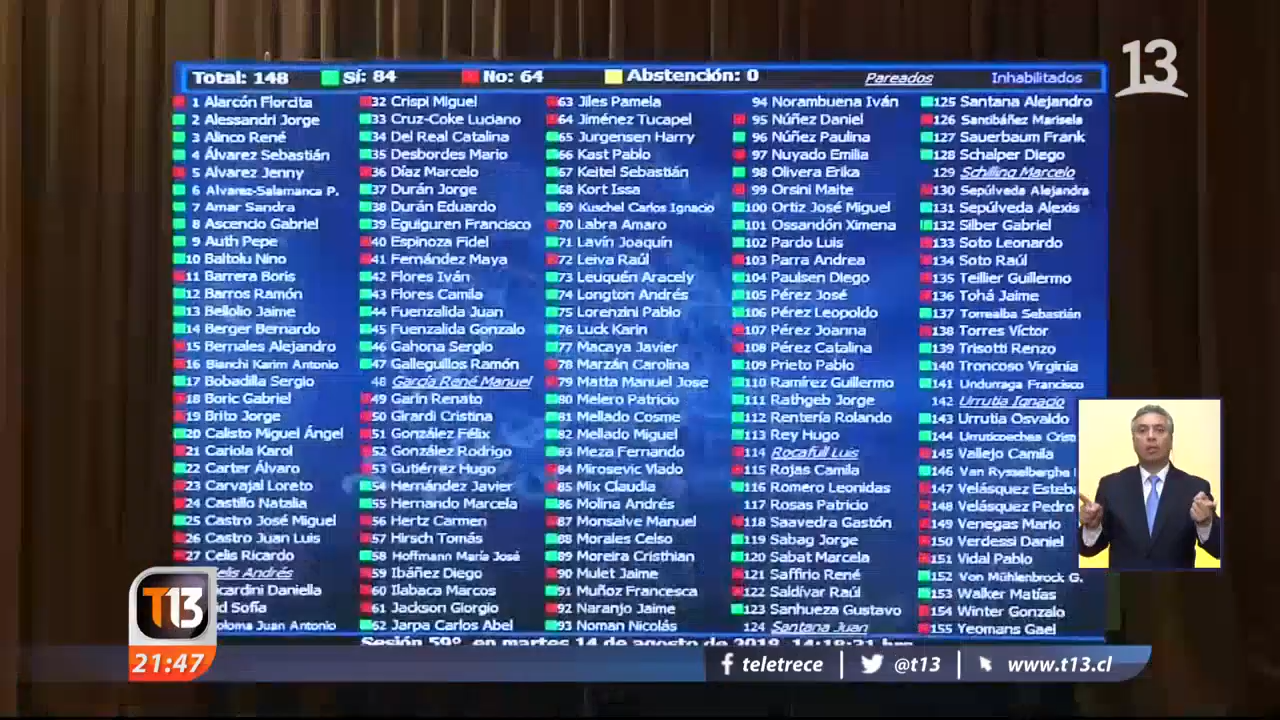 13
Total: 148 Sí: 84 No: 64 Abstención: 0 Pareados Inhabilitados
1 Alarcón Florcita
2 Alessandri Jorge
3 Alinco René
4 Álvarez Sebastián
5 Alvarez Jenny
6 Alvarez-Salamanca P.
7 Amar Sandra
8 Ascencio Gabriel
9 Auth Pepe
10 Baltolu Nino
11 Barrera Boris
12 Barros Ramón
13 Bellolio Jaime
14 Berger Bernardo
15 Bernales Alejandro
16 Bianchi Karim Antonio
17 Bobadilla Sergio
18 Boric Gabriel
19 Brito Jorge
20 Calisto Miguel Ángel
21 Cariola Karol
22 Carter Álvaro
23 Carvajal Loreto
24 Castillo Natalia
25 Castro José Miguel
26 Castro Juan Luis
27 Celis Ricardo
elis Andrés
cardini Daniella
d Sofia
oloma Juan Antonio
32 Crispi Miguel
33 Cruz-Coke Luciano
34 Del Real Catalina
35 Desbordes Mario
36 Díaz Marcelo
37 Durán Jorge
38 Durán Eduardo
39 Eguiguren Francisco
40 Espinoza Fidel
41 Fernández Maya
42 Flores Iván
43 Flores Camila
44 Fuenzalida Juan
45 Fuenzalida Gonzalo
46 Gahona Sergio
47 Galleguillos Ramón
48 García René Manuel
49 Garín Renato
50 Girardi Cristina
51 González Félix
52 González Rodrigo
53 Gutiérrez Hugo
54 Hernández Javier
55 Hernando Marcela
56 Hertz Carmen
57 Hirsch Tomás
58 Hoffmann María José
59 Ibáñez Diego
60 Ilabaca Marcos
61 Jackson Giorgio
62 Jarpa Carlos Abel
63 Jiles Pamela
64 Jiménez Tucapel
65 Jurgensen Harry
66 Kast Pablo
67 Keitel Sebastián
68 Kort Issa
69 Kuschel Carlos Ignacio
70 Labra Amaro
71 Lavín Joaquín
72 Leiva Raúl
73 Leuquén Aracely
74 Longton Andrés
75 Lorenzini Pablo
76 Luck Karin
77 Macaya Javier
78 Marzán Carolina
79 Matta Manuel José
80 Melero Patricio
81 Mellado Cosme
82 Mellado Miguel
83 Meza Fernando
84 Mirosevic Vlado
85 Mix Claudia
86 Molina Andrés
87 Monsalve Manuel
88 Morales Celso
89 Moreira Cristhian
90 Mulet Jaime
91 Muñoz Francesca
92 Naranjo Jaime
93 Noman Nicolás
94 Norambuena Iván
95 Núñez Daniel
96 Núñez Paulina
97 Nuyado Emilia
98 Olivera Erika
99 Orsini Maite
100 Ortiz José Miguel
101 Ossandón Ximena
102 Pardo Luis
103 Parra Andrea
104 Paulsen Diego
105 Pérez José
106 Pérez Leopoldo
107 Pérez Joanna
108 Pérez Catalina
109 Prieto Pablo
110 Ramírez Guillermo
111 Rathgeb Jorge
112 Rentería Rolando
113 Rey Hugo
114 Rocafull Luis
115 Rojas Camila
116 Romero Leonidas
117 Rosas Patricio
118 Saavedra Gastón
119 Sabag Jorge
120 Sabat Marcela
121 Saffirio René
122 Saldívar Raúl
123 Sanhueza Gustavo
124 Santana Juan
125 Santana Alejandro
126 Santibáñez Marisela
127 Sauerbaum Frank
128 Schalper Diego
129 Schilling Marcelo
130 Sepúlveda Alejandra
131 Sepúlveda Alexis
132 Silber Gabriel
133 Soto Leonardo
134 Soto Raúl
135 Teillier Guillermo
136 Tohá Jaime
137 Torrealba Sebastián
138 Torres Víctor
139 Trisotti Renzo
140 Troncoso Virginia
141 Undurraga Francisco
142 Urrutia Ignacio
143 Urrutia Osvaldo
144 Urruticoechea Crist
145 Vallejo Camila
146 Van Rysselberghe
147 Velásquez Esteba
148 Velásquez Pedro
149 Venegas Mario
150 Verdessi Daniel
151 Vidal Pablo
152 Von Mühlenbrock G.
153 Walker Matías
154 Winter Gonzalo
155 Yeomans Gael
Sesión 59º, en martes 14 de agosto de 2018, 14:18:31 hrs
T13
21:47
teletrece
@t13
www.t13.cl